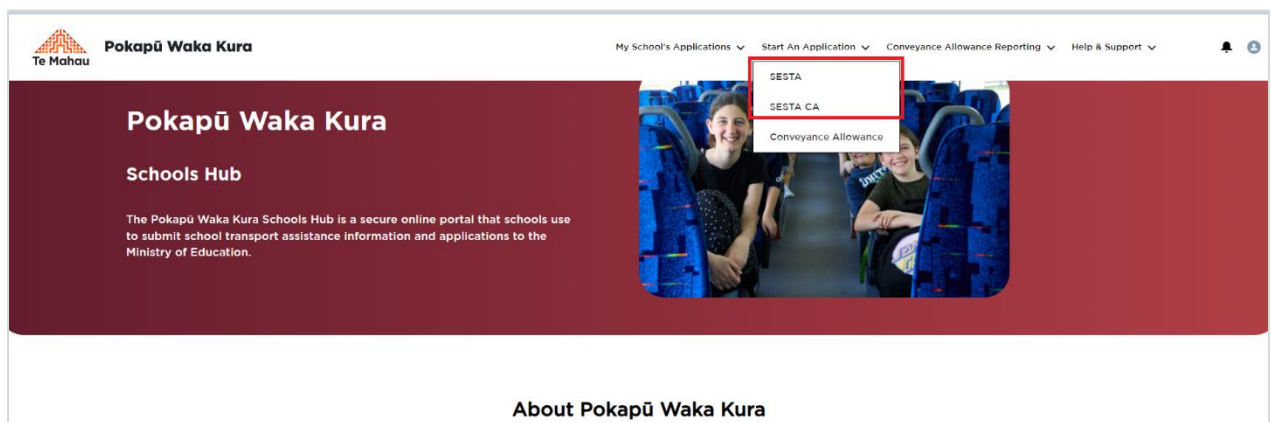 Te Mahau
Pokapū Waka Kura
My School's Applications
Start An Application
Conveyance Allowance Reporting
Help & Support
SESTA
SESTA CA
Conveyance Allowance
Pokapū Waka Kura
Schools Hub
The Pokapū Waka Kura Schools Hub is a secure online portal that schools use
to submit school transport assistance information and applications to the
Ministry of Education.
About Pokapū Waka Kura